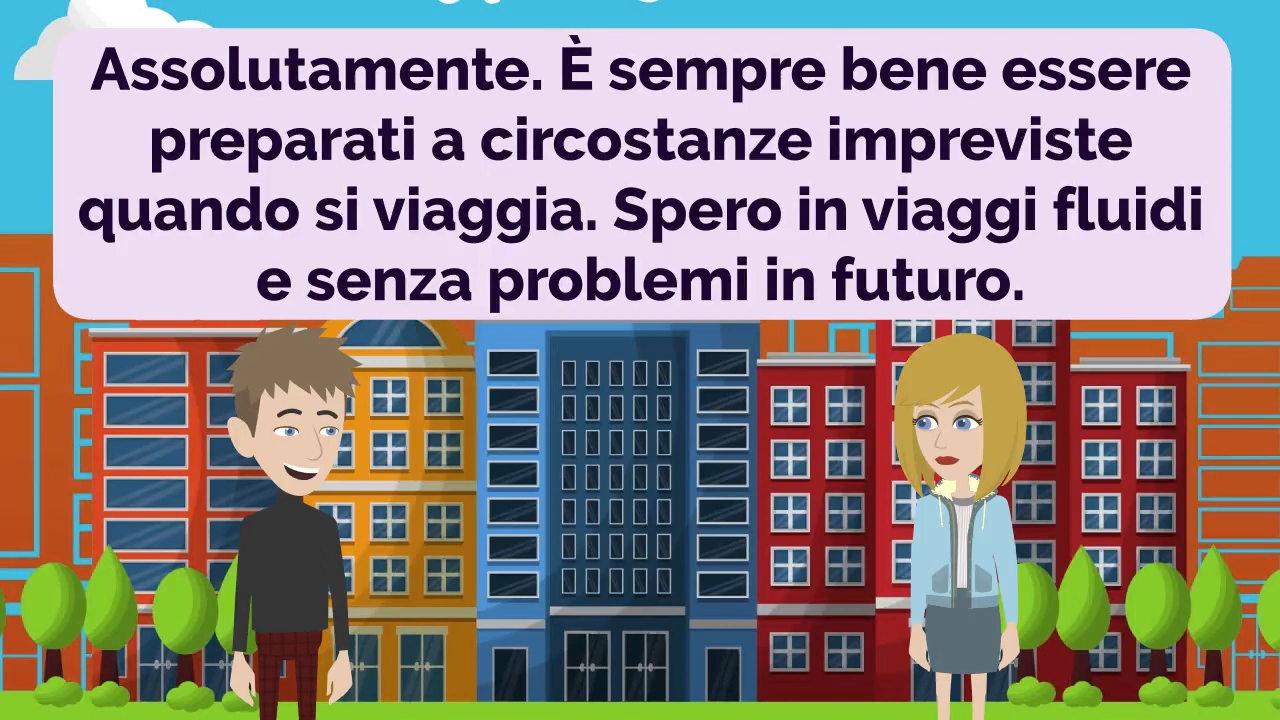 Assolutamente. È sempre bene essere
preparati a circostanze impreviste
quando si viaggia. Spero in viaggi fluidi
e senza problemi in futuro.